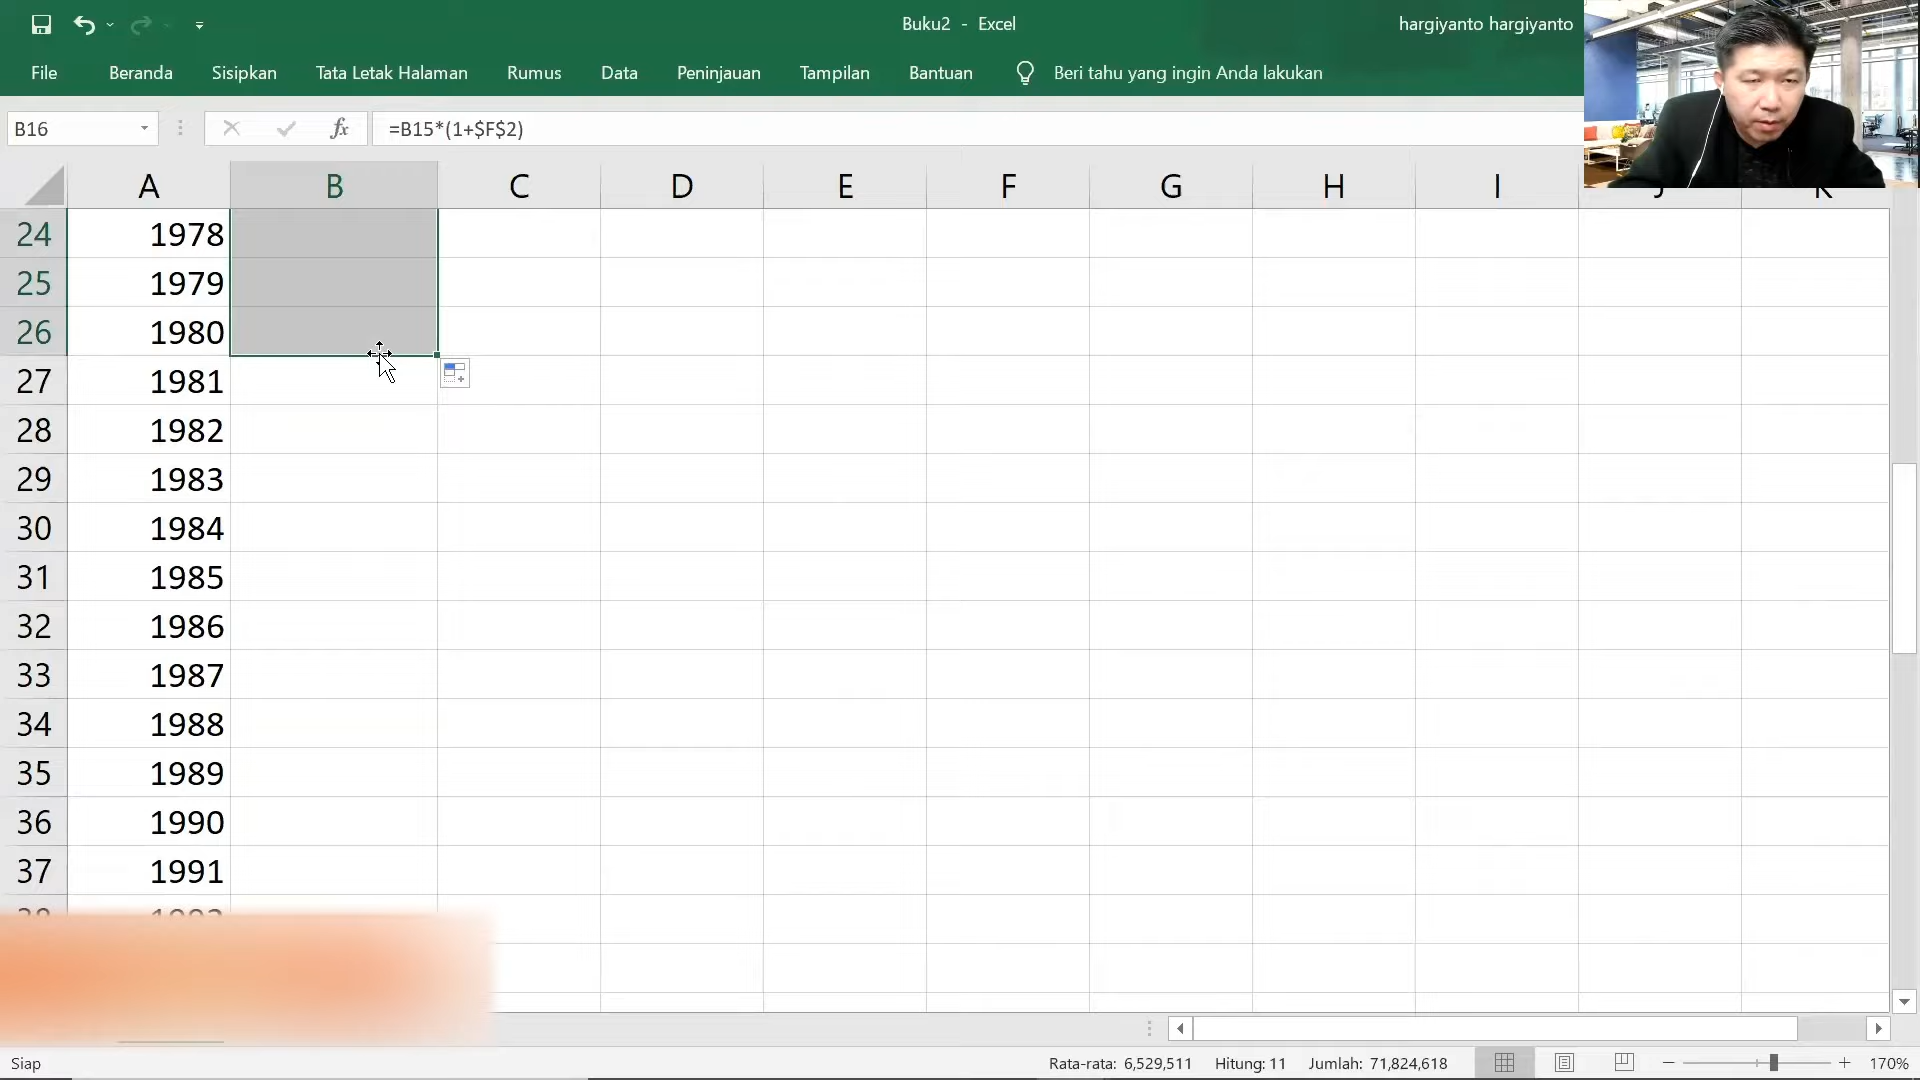 Buku2 - Excel
hargiyanto hargiyanto
File Beranda Sisipkan Tata Letak Halaman Rumus Data Peninjauan Tampilan Bantuan Beri tahu yang ingin Anda lakukan
B16 fx =B15*(1+$F$2)
A B C D E F G H I J K
24 1978
25 1979
26 1980
27 1981
28 1982
29 1983
30 1984
31 1985
32 1986
33 1987
34 1988
35 1989
36 1990
37 1991
38 1992
Siap Rata-rata: 6,529,511 Hitung: 11 Jumlah: 71,824,618 170%